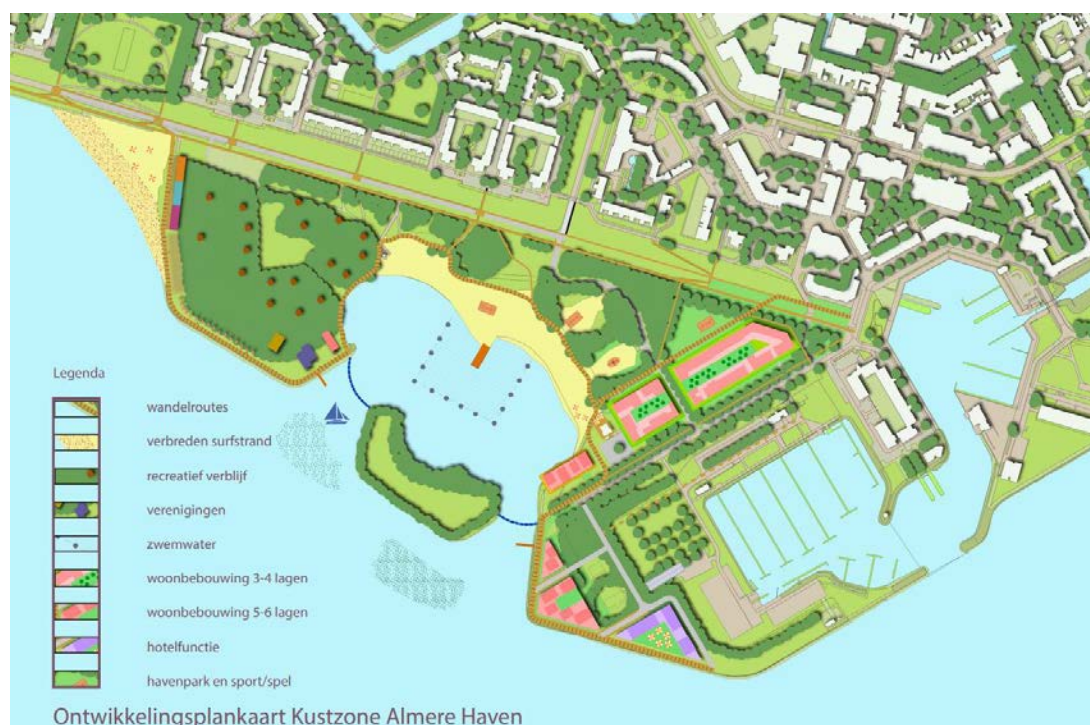 Legenda
wandelroutes
verbreden surfstrand
recreatief verblijf
verenigingen
zwemwater
woonbebouwing 3-4 lagen
woonbebouwing 5-6 lagen
hotelfunctie
havenpark en sport/spel
Ontwikkelingsplankaart Kustzone Almere Haven